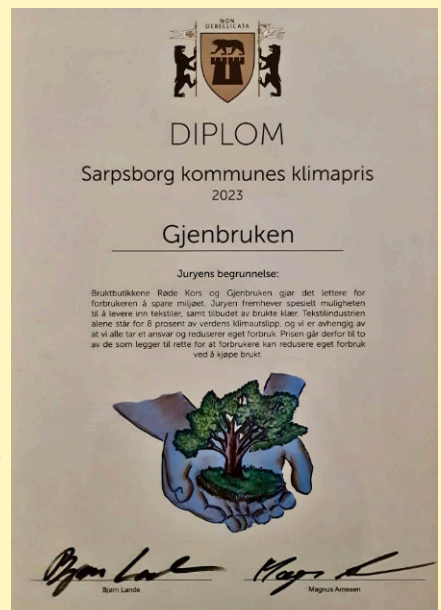 NON
DEBELLICATA
DIPLOM
Sarpsborg kommunes klimapris
2023
Gjenbruken
Juryens begrunnelse:
Bruktbutikkene Røde Kors og Gjenbruken gjør det lettere for
forbrukeren å spare miljøet. Juryen fremhever spesielt muligheten
til å levere inn tekstiler, samt tilbudet av brukte klær. Tekstilindustrien
alene står for 8 prosent av verdens klimautslipp, og vi er avhengig av
at vi alle tar et ansvar og reduserer eget forbruk. Prisen går derfor til to
av de som legger til rette for at forbrukere kan redusere eget forbruk
ved å kjøpe brukt.
Bjørn Lande
Magnus Arnesen